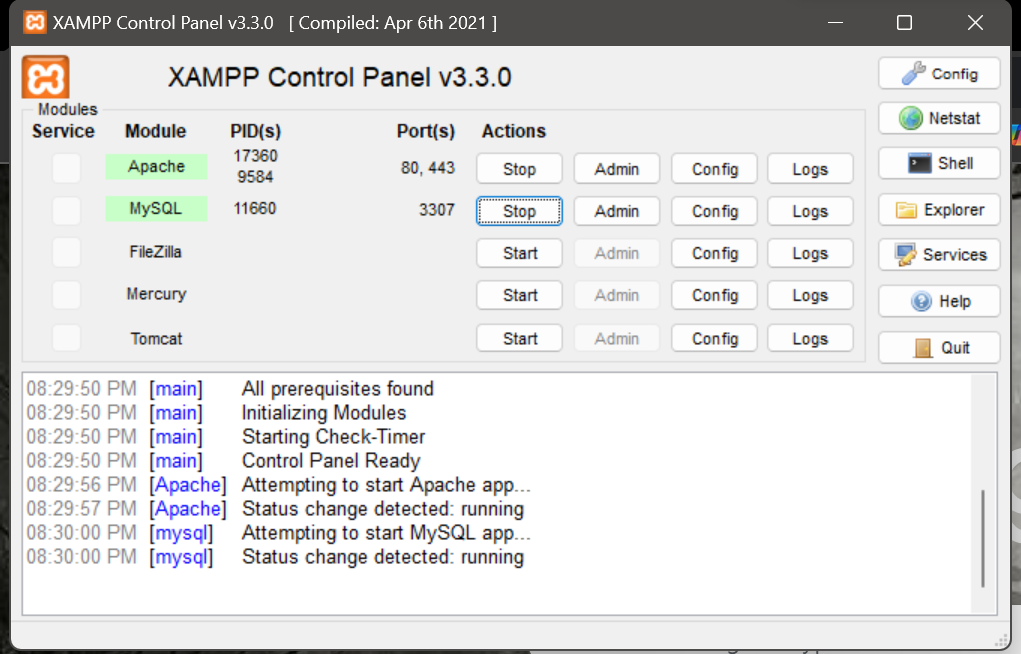 XAMPP Control Panel v3.3.0 [ Compiled: Apr 6th 2021 ]
XAMPP Control Panel v3.3.0
Config
Modules
Service Module PID(s) Port(s) Actions
Netstat
Apache 17360 9584 80, 443 Stop Admin Config Logs
Shell
MySQL 11660 3307 Stop Admin Config Logs
Explorer
FileZilla Start Admin Config Logs
Services
Mercury Start Admin Config Logs
Help
Tomcat Start Admin Config Logs
Quit
08:29:50 PM [main] All prerequisites found
08:29:50 PM [main] Initializing Modules
08:29:50 PM [main] Starting Check-Timer
08:29:50 PM [main] Control Panel Ready
08:29:56 PM [Apache] Attempting to start Apache app...
08:29:57 PM [Apache] Status change detected: running
08:30:00 PM [mysql] Attempting to start MySQL app...
08:30:00 PM [mysql] Status change detected: running